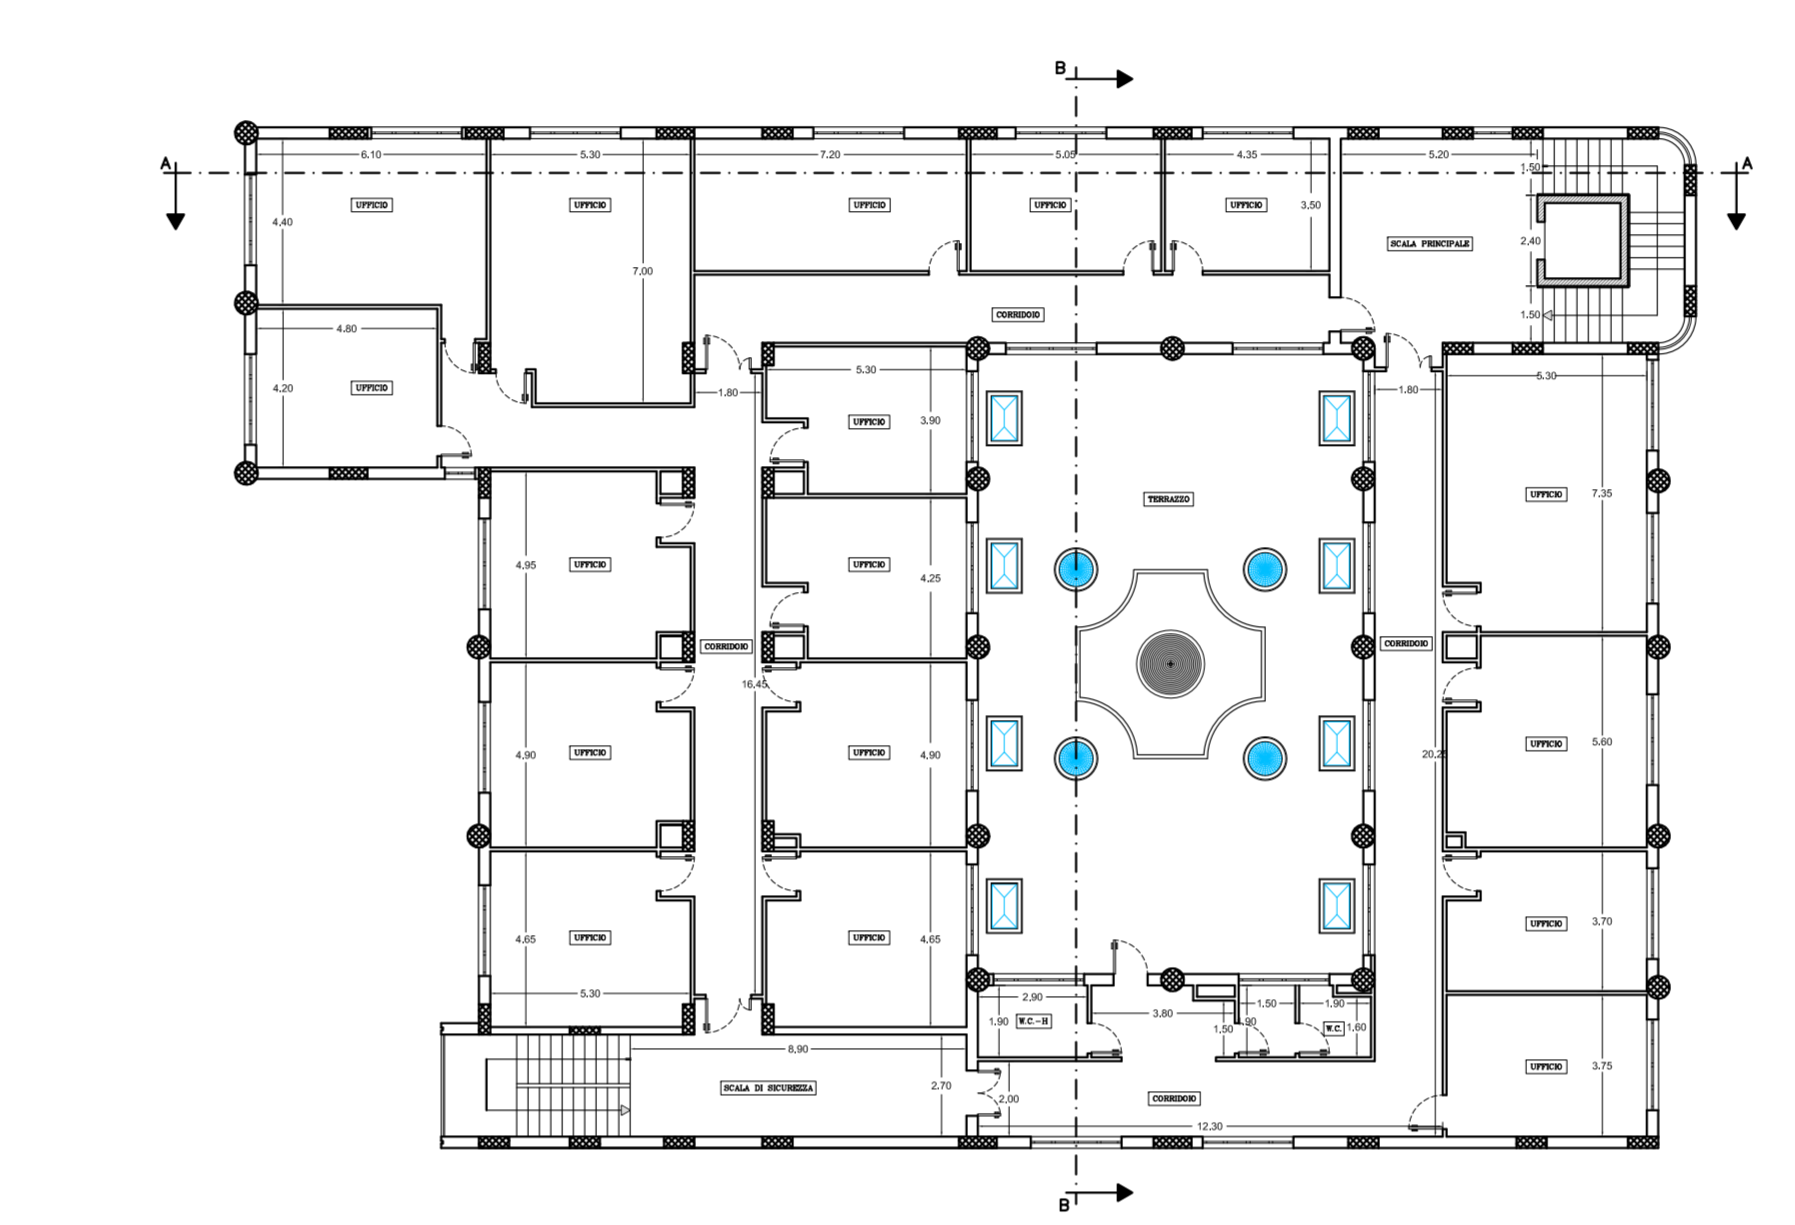 B
A
A
6.10
5.30
7.20
5.05
4.35
5.20
1.50
UFFICIO
UFFICIO
UFFICIO
UFFICIO
UFFICIO
3.50
4.40
SCALA PRINCIPALE
2.40
7.00
CORRIDOIO
1.50
4.80
5.30
5.30
4.20
UFFICIO
1.80
1.80
UFFICIO
3.90
TERRAZZO
UFFICIO
7.35
4.95
UFFICIO
UFFICIO
4.25
CORRIDOIO
CORRIDOIO
16.45
4.90
UFFICIO
UFFICIO
4.90
20.2
UFFICIO
5.60
4.65
UFFICIO
UFFICIO
4.65
UFFICIO
3.70
5.30
2.90
1.50
1.90
1.90
W.C.-H
3.80
1.50
.90
W.C.
1.60
8.90
SCALA DI SICUREZZA
2.70
2.00
CORRIDOIO
UFFICIO
3.75
12.30
B